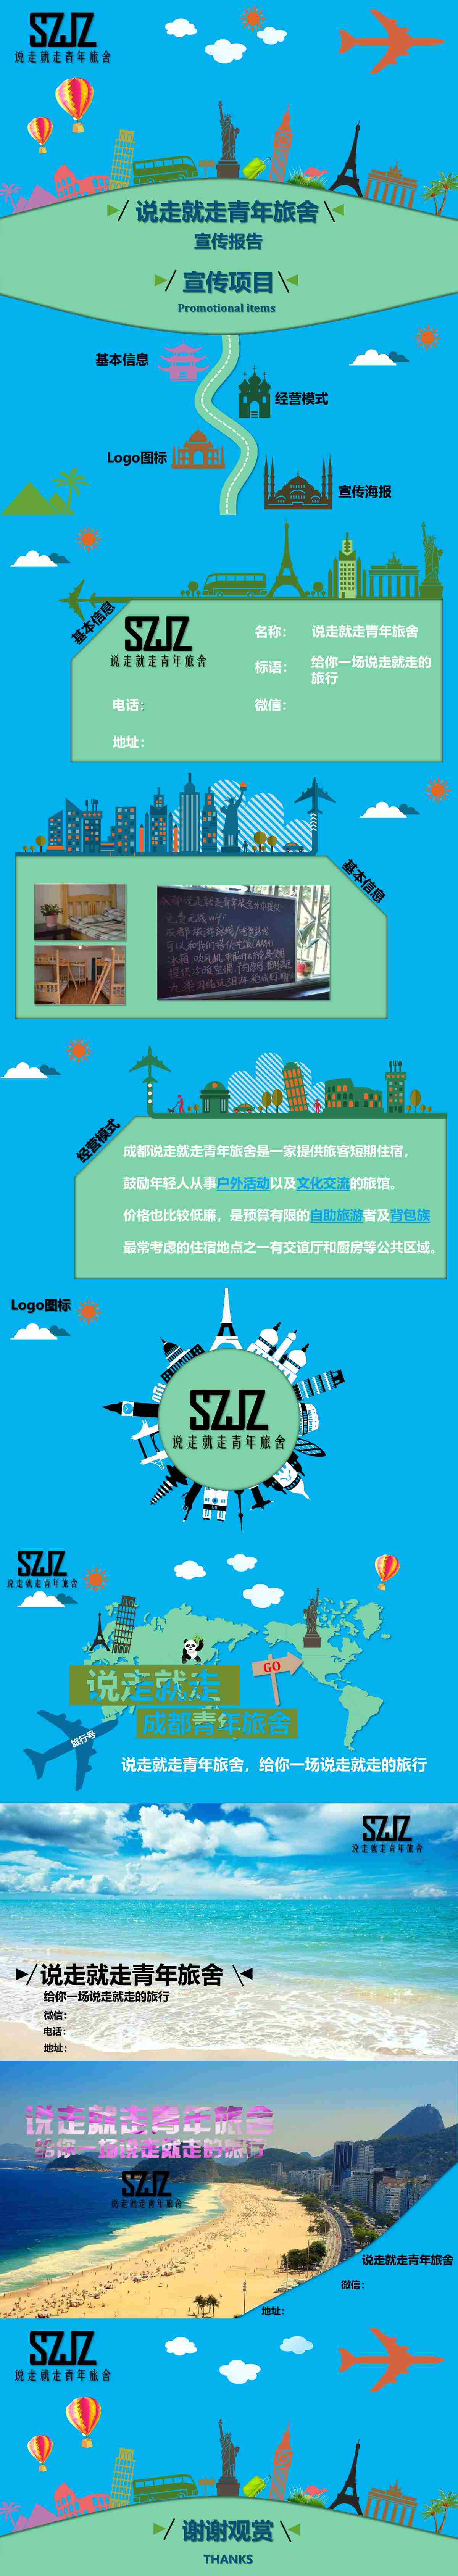 SZJZ
说走就走青年旅舍
说走就走青年旅舍
宣传报告
宣传项目
Promotional items
基本信息
经营模式
Logo图标
宣传海报
基本信息
SZJZ
说走就走青年旅舍
名称： 说走就走青年旅舍
标语： 给你一场说走就走的
旅行
电话：
微信：
地址：
基本信息
经营模式
成都说走就走青年旅舍是一家提供旅客短期住宿，
鼓励年轻人从事户外活动以及文化交流的旅馆。
价格也比较低廉，是预算有限的自助旅游者及背包族
最常考虑的住宿地点之一有交谊厅和厨房等公共区域。
Logo图标
SZJZ
说走就走青年旅舍
SZJZ
说走就走青年旅舍
说走就走
GO
成都青年旅舍
旅行号
说走就走青年旅舍，给你一场说走就走的旅行
SZJZ
说走就走青年旅舍
说走就走青年旅舍
给你一场说走就走的旅行
微信：
电话：
地址：
说走就走青年旅舍
给你一场说走就走的旅行
SZJZ
说走就走青年旅舍
说走就走青年旅舍
微信：
地址：
SZJZ
说走就走青年旅舍
谢谢观赏
THANKS